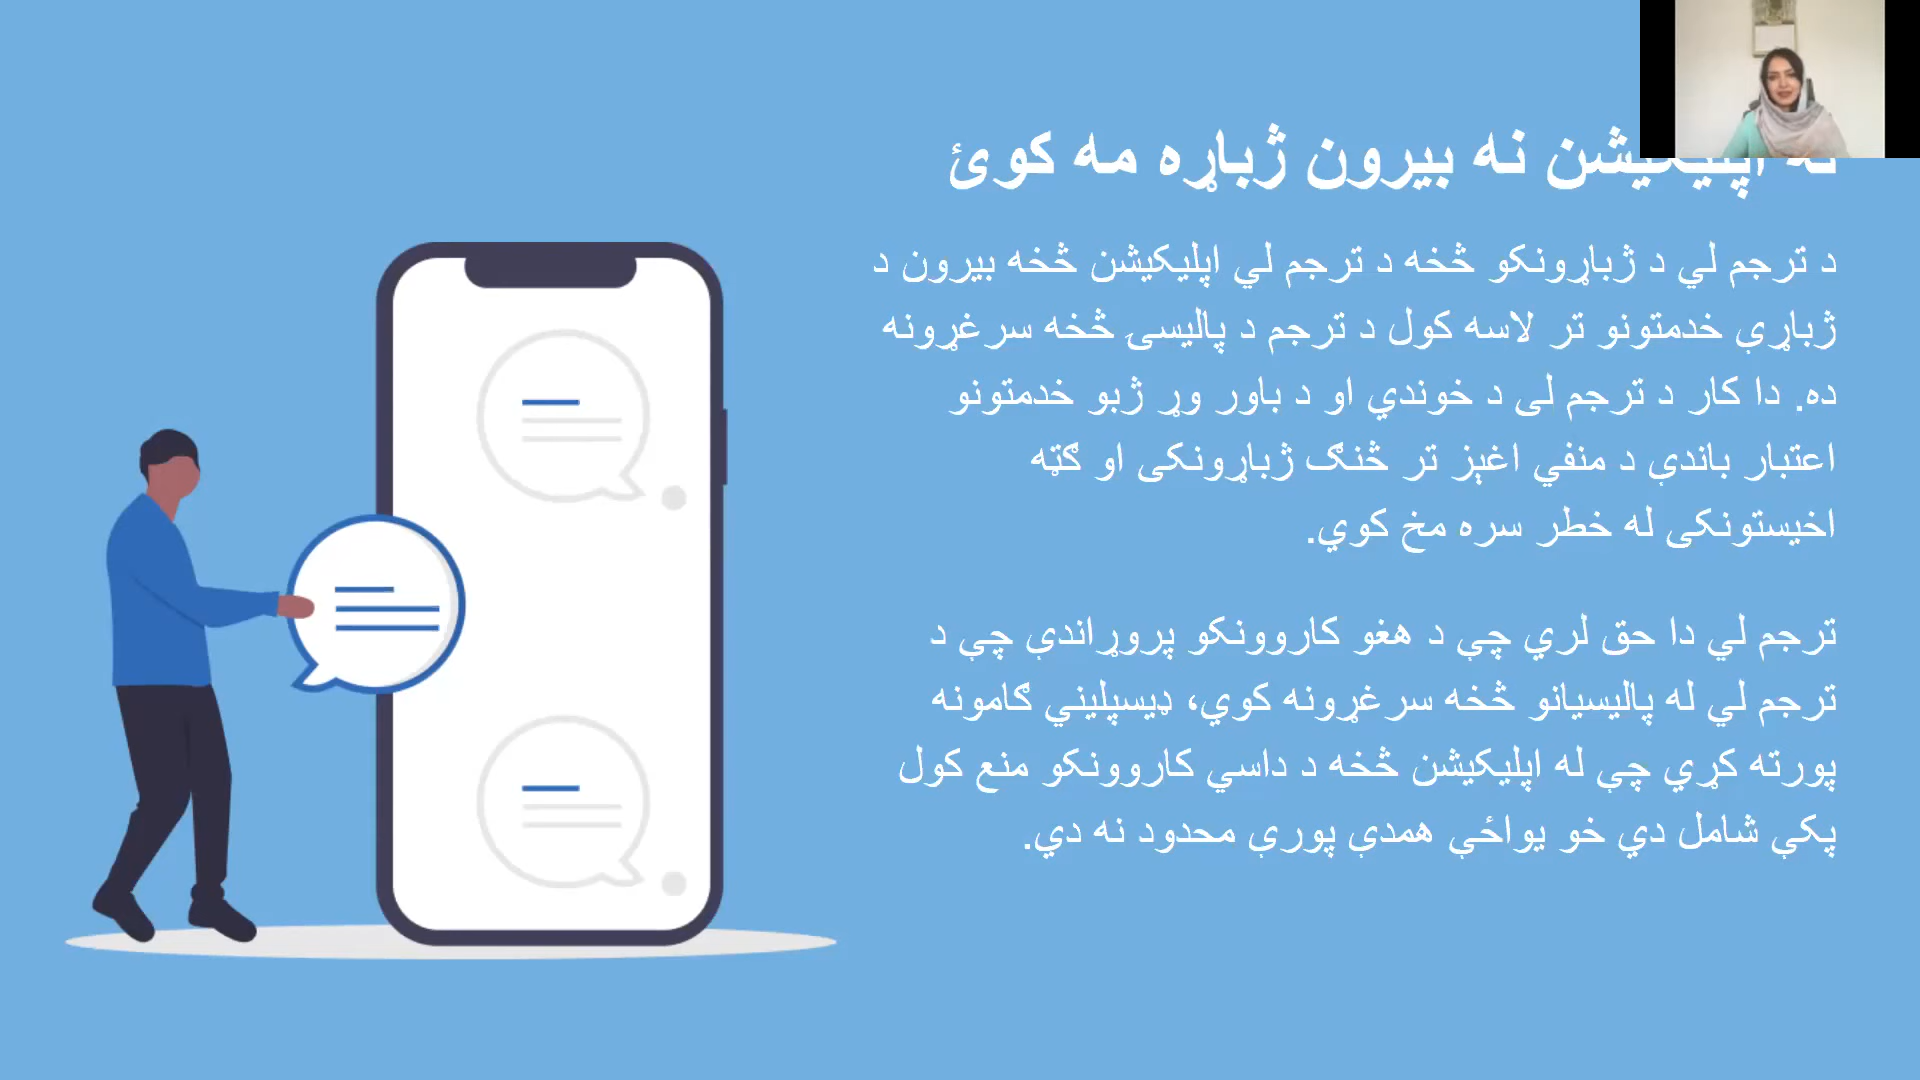 اپلیکیشن نه بیرون ژباړه مه کوئ
د ترجم لي د ژباړونکو څخه د ترجم لي اپلیکیشن څخه بیرون د
ژباړې خدمتونو تر لاسه کول د ترجم د پالیسۍ څخه سرغړونه
ده. دا کار د ترجم لی د خوندي او د باور وړ ژبو خدمتونو
اعتبار باندې د منفي اغیز تر څنګ ژباړونکی او ګټه
اخیستونکی له خطر سره مخ کوي.
ترجم لي دا حق لري چې د هغو کاروونکو پروړاندې چې د
ترجم لي له پالیسیانو څخه سرغړونه کوي، ډیسپلیني ګامونه
پورته کړي چې له اپلیکیشن څخه د داسي کاروونکو منع کول
پکې شامل دي خو یواځې همدې پورې محدود نه دي.